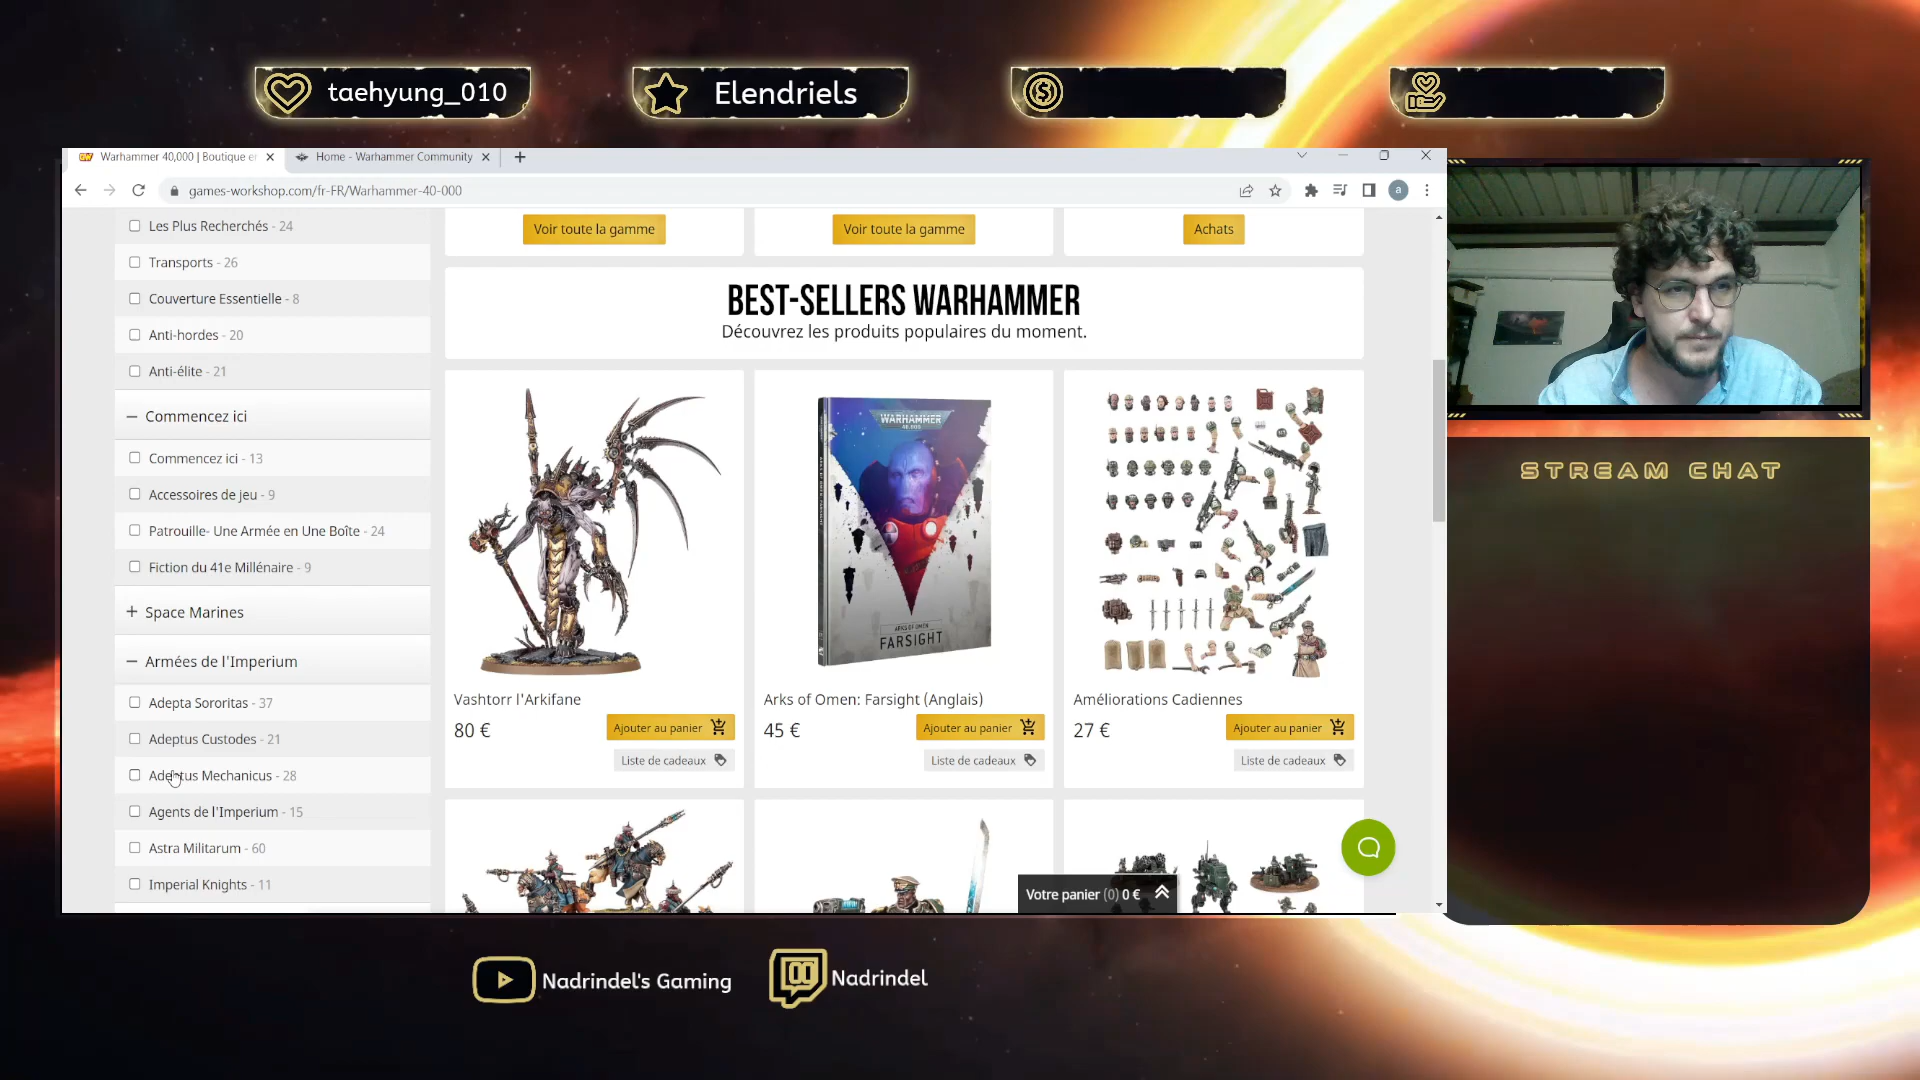 taehyung_010
Elendriels
Warhammer 40,000 | Boutique er
Home - Warhammer Community
games-workshop.com/fr-FR/Warhammer-40-000
a
Les Plus Recherchés - 24
Transports - 26
Couverture Essentielle - 8
Anti-hordes - 20
Anti-élite - 21
Commencez ici
Commencez ici - 13
Accessoires de jeu - 9
Patrouille- Une Armée en Une Boîte - 24
Fiction du 41e Millénaire - 9
Space Marines
Armées de l'Imperium
Adepta Sororitas - 37
Adeptus Custodes - 21
Adeptus Mechanicus - 28
Agents de l'Imperium - 15
Astra Militarum - 60
Imperial Knights - 11
Voir toute la gamme
Voir toute la gamme
Achats
BEST-SELLERS WARHAMMER
Découvrez les produits populaires du moment.
WARHAMMER
40,000
ARKS OF OMEN
FARSIGHT
Vashtorr l'Arkifane
80 €
Ajouter au panier
Liste de cadeaux
Arks of Omen: Farsight (Anglais)
45 €
Ajouter au panier
Liste de cadeaux
Améliorations Cadiennes
27 €
Ajouter au panier
Liste de cadeaux
Votre panier (0) 0 €
STREAM CHAT
Nadrindel's Gaming
Nadrindel